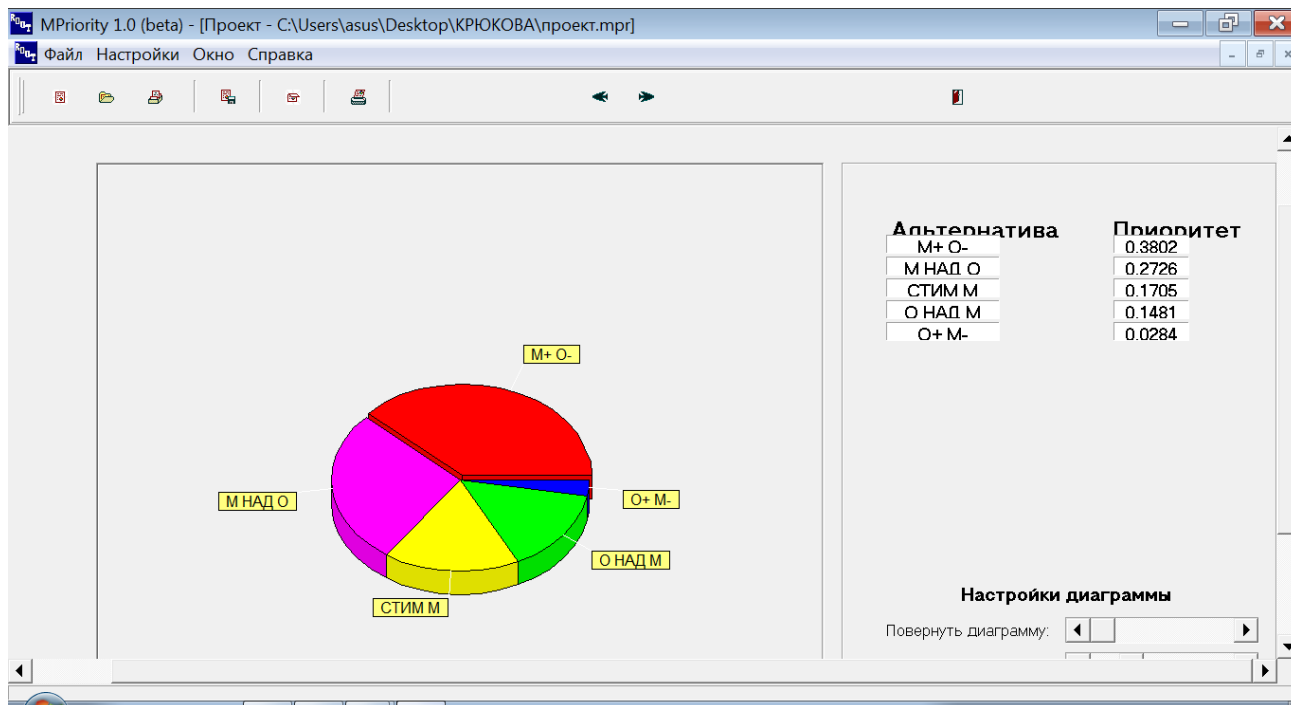 MPriority 1.0 (beta) - [Проект - C:\Users\asus\Desktop\КРЮКОВА\проект.mpr]
Файл Настройки Окно Справка
Альтернатива Приоритет
М+ О- 0.3802
М НАД О 0.2726
СТИМ М 0.1705
О НАД М 0.1481
О+ М- 0.0284
М+ О-
М НАД О
О+ М-
О НАД М
СТИМ М
Настройки диаграммы
Повернуть диаграмму: